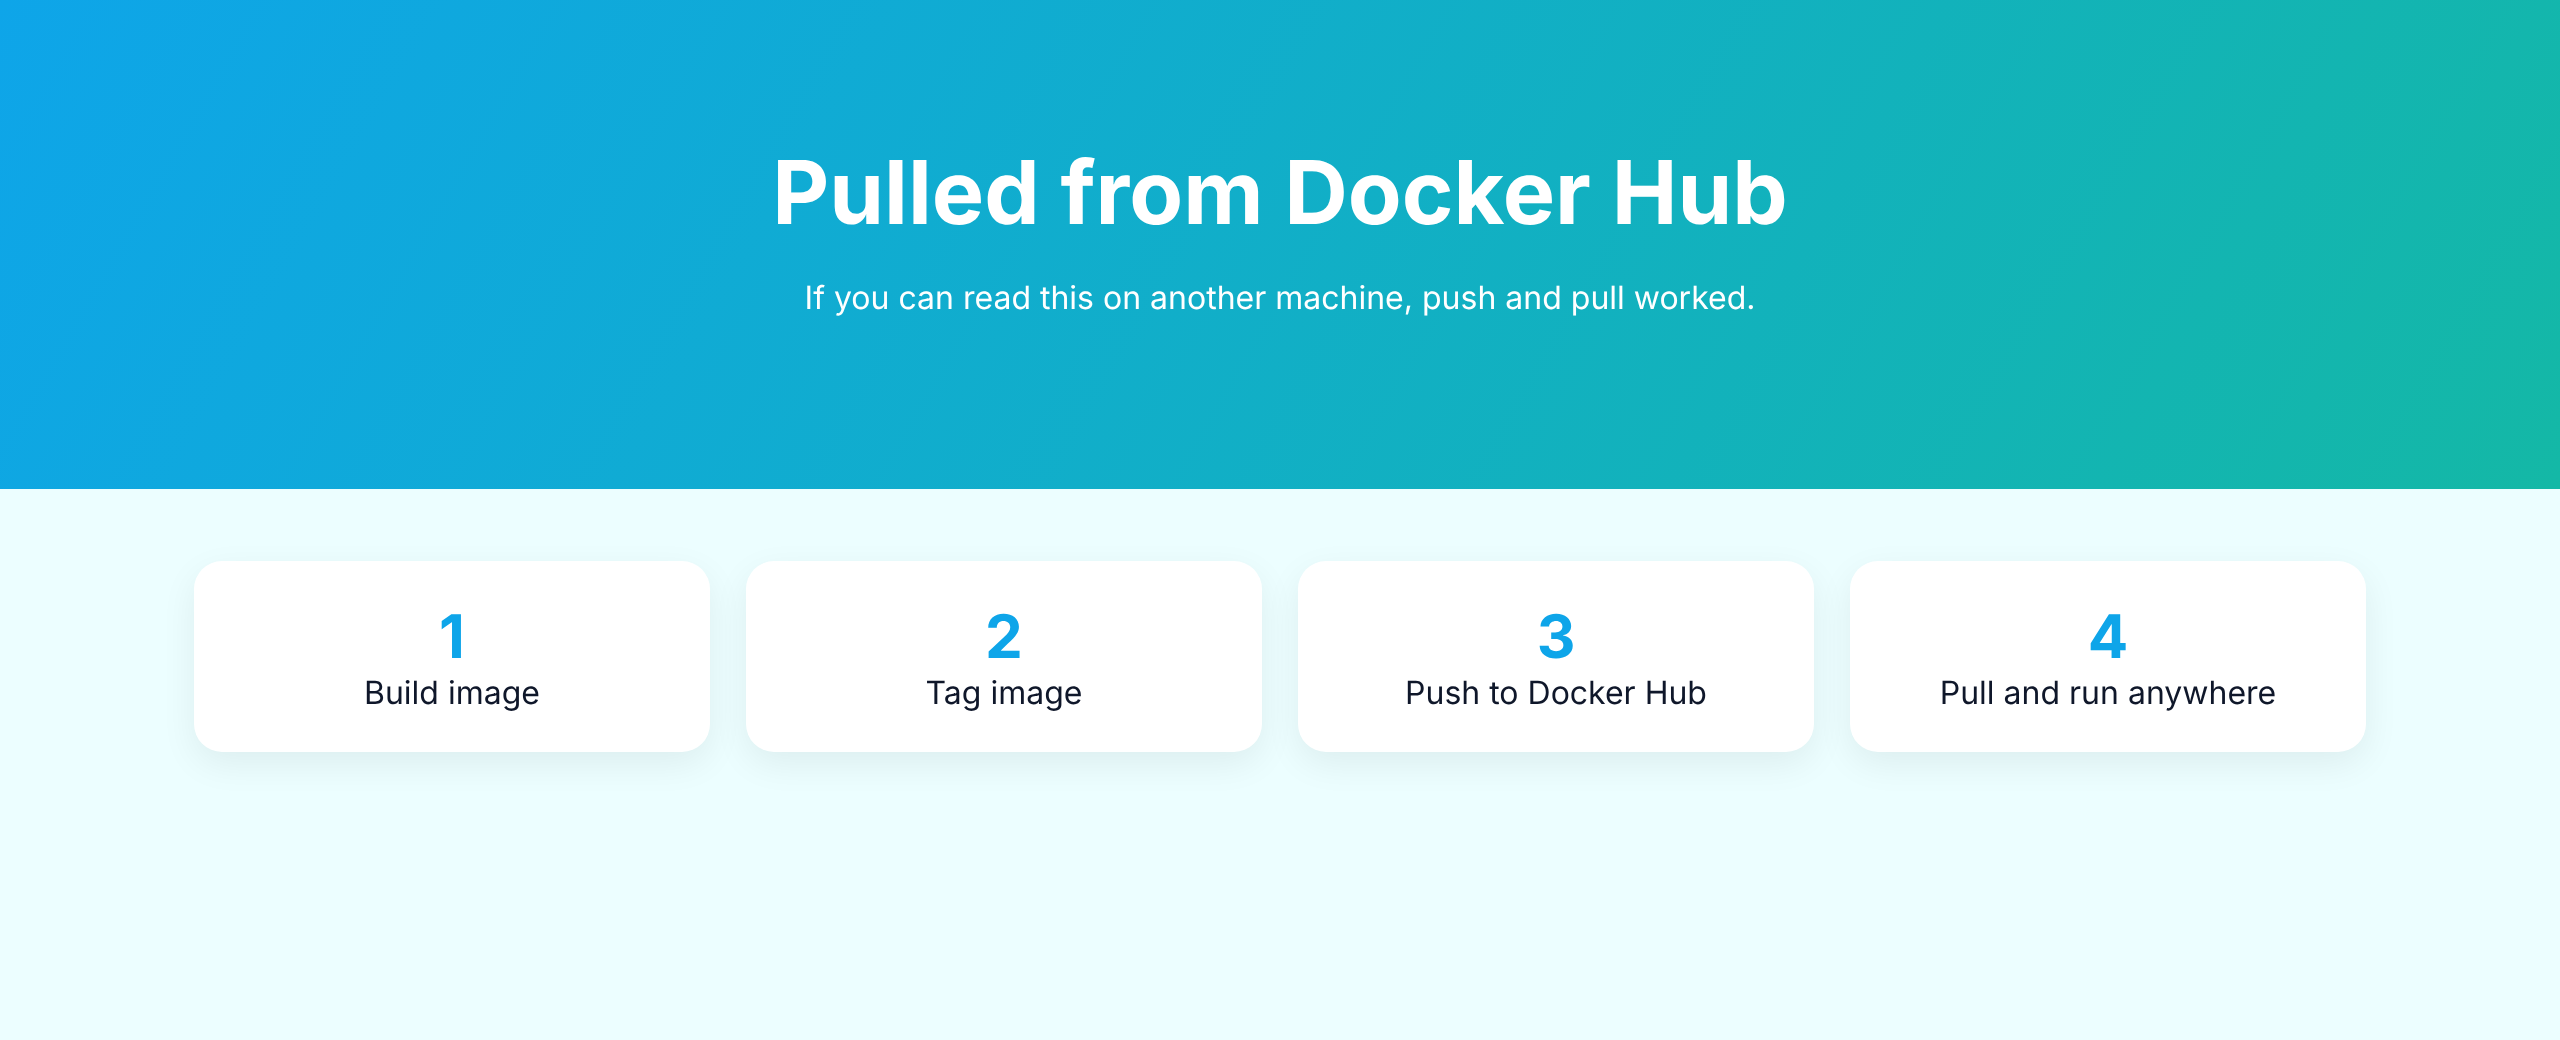 Pulled from Docker Hub
If you can read this on another machine, push and pull worked.
1
Build image
2
Tag image
3
Push to Docker Hub
4
Pull and run anywhere